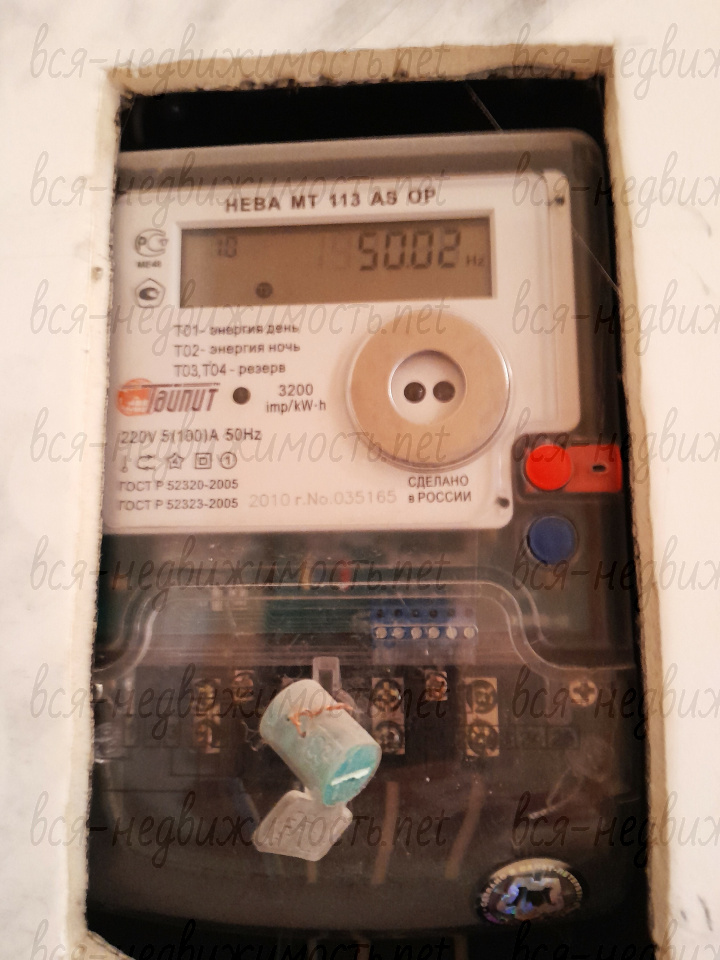 вся-недвижимость.net
НЕВА МТ 113 AS OP
10 50.02 Hz
МЕ48
Т01- энергия день
Т02- энергия ночь
Т03,Т04 - резерв
Тайпит
3200
imp/kW·h
220V 5(100)A 50Hz
ГОСТ Р 52320-2005
ГОСТ Р 52323-2005
2010 г.No.035165
СДЕЛАНО
в РОССИИ